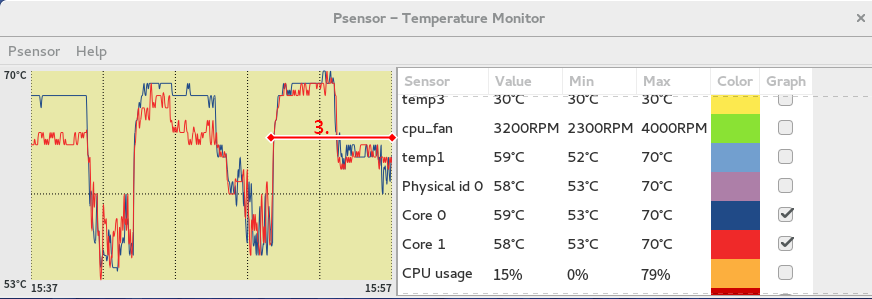 Psensor – Temperature Monitor ×
Psensor Help
70°C
3.
53°C
15:37 15:57
Sensor Value Min Max Color Graph
temp3 30°C 30°C 30°C
cpu_fan 3200RPM 2300RPM 4000RPM
temp1 59°C 52°C 70°C
Physical id 0 58°C 53°C 70°C
Core 0 59°C 53°C 70°C
Core 1 58°C 53°C 70°C
CPU usage 15% 0% 79%